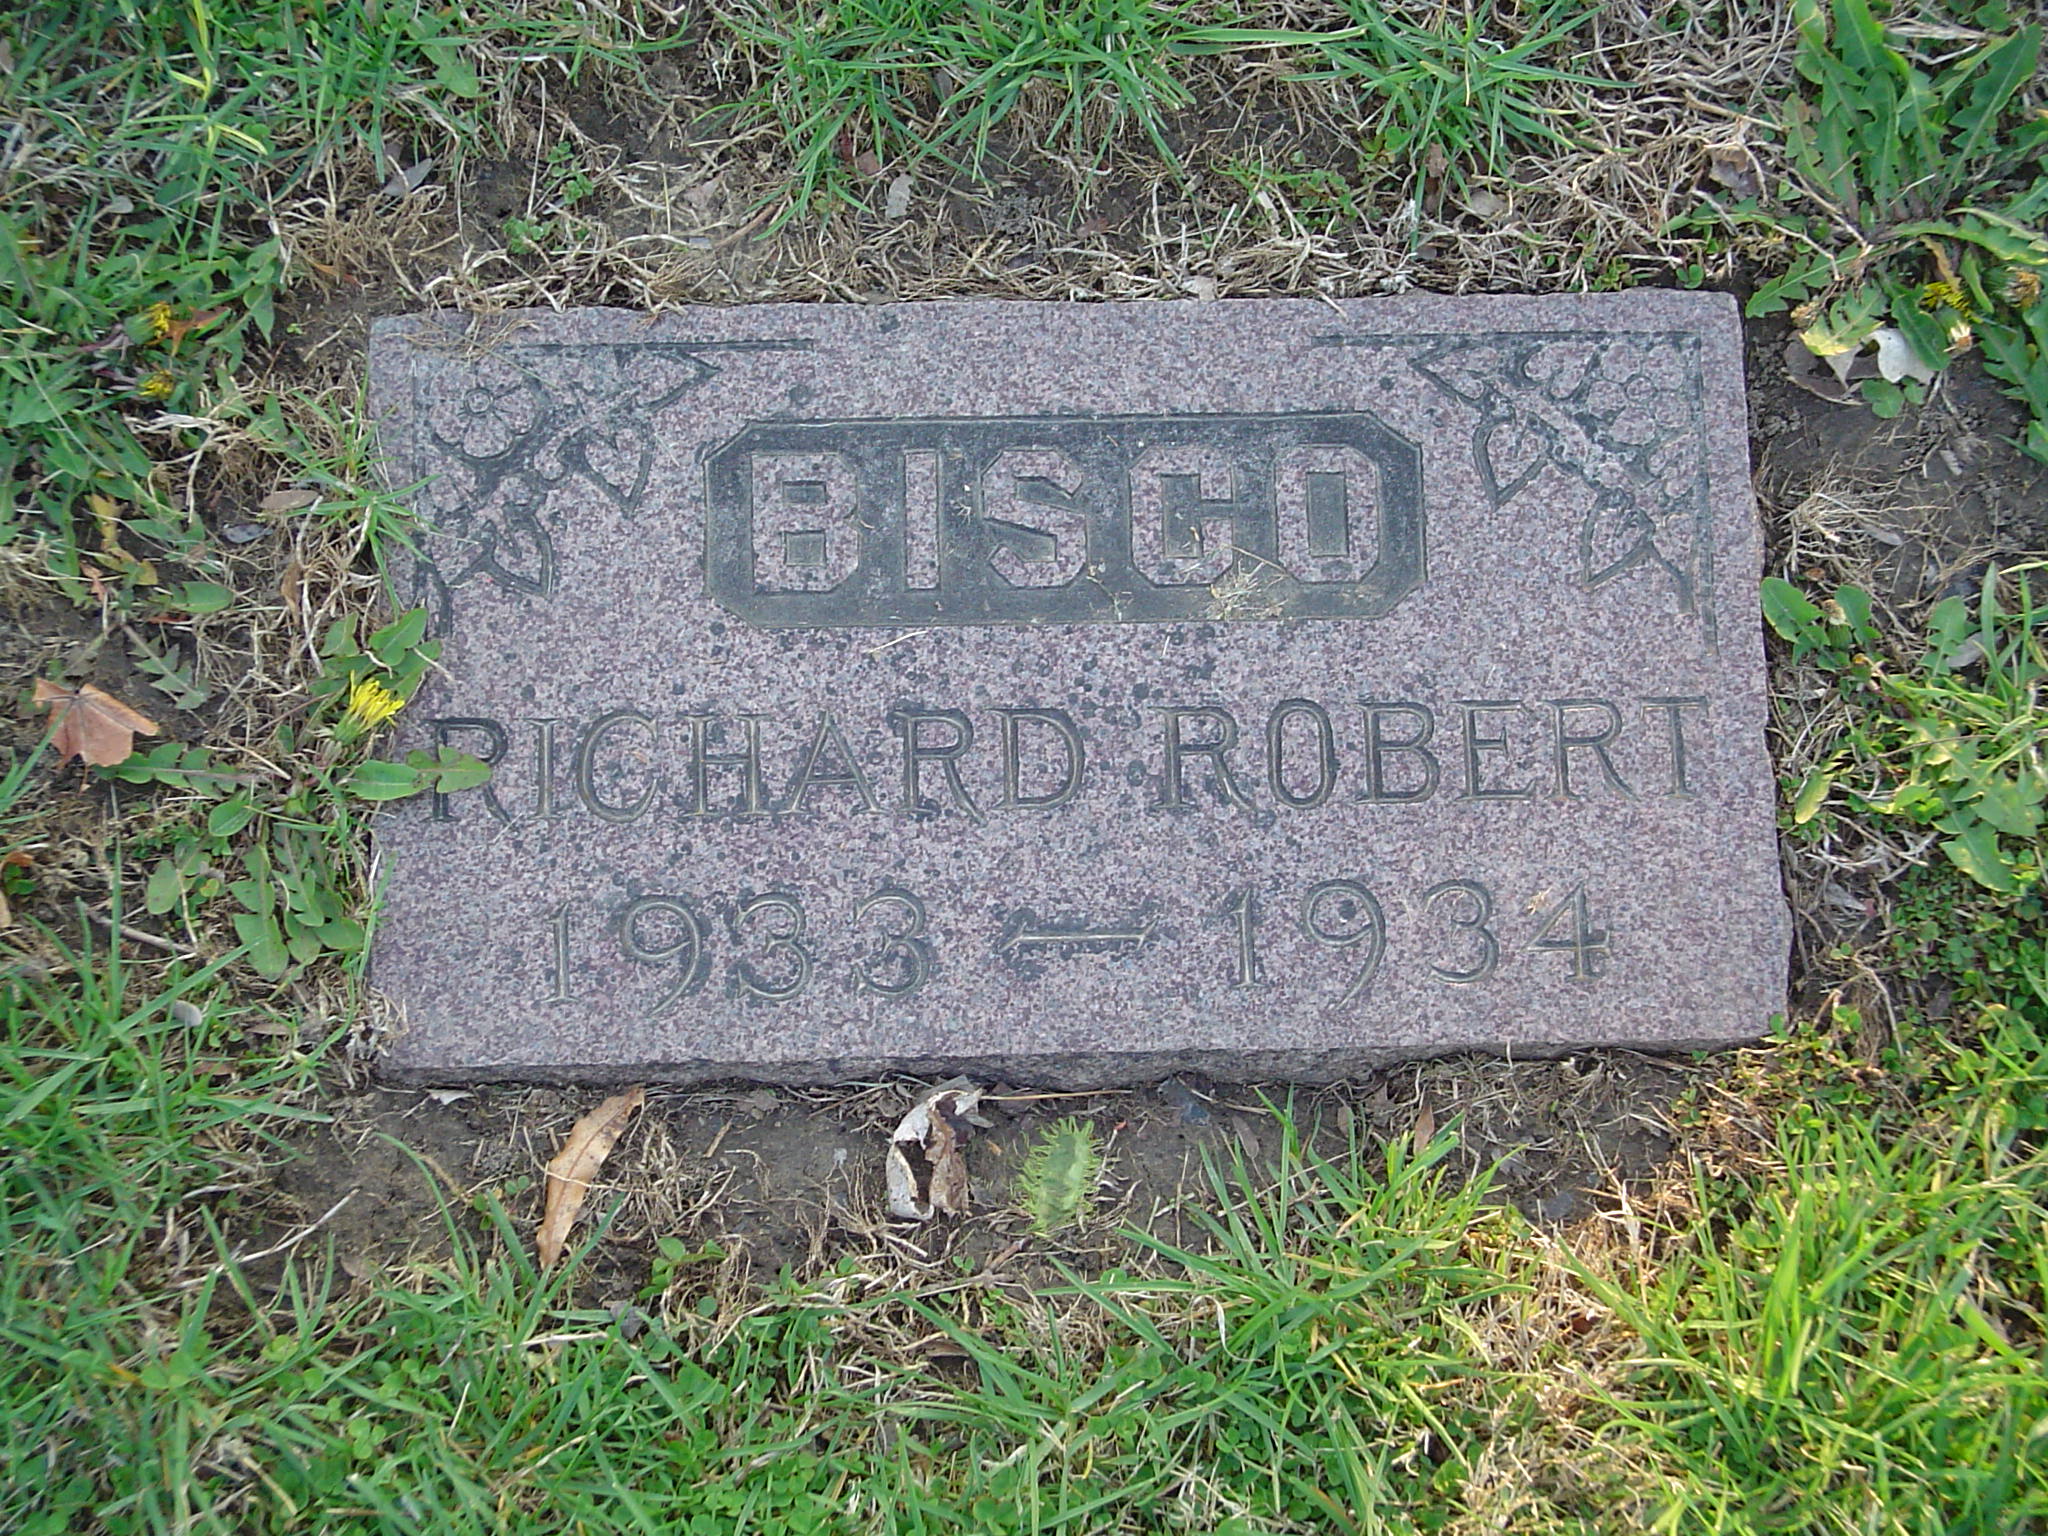 BISCO
RICHARD ROBERT
1933 — 1934